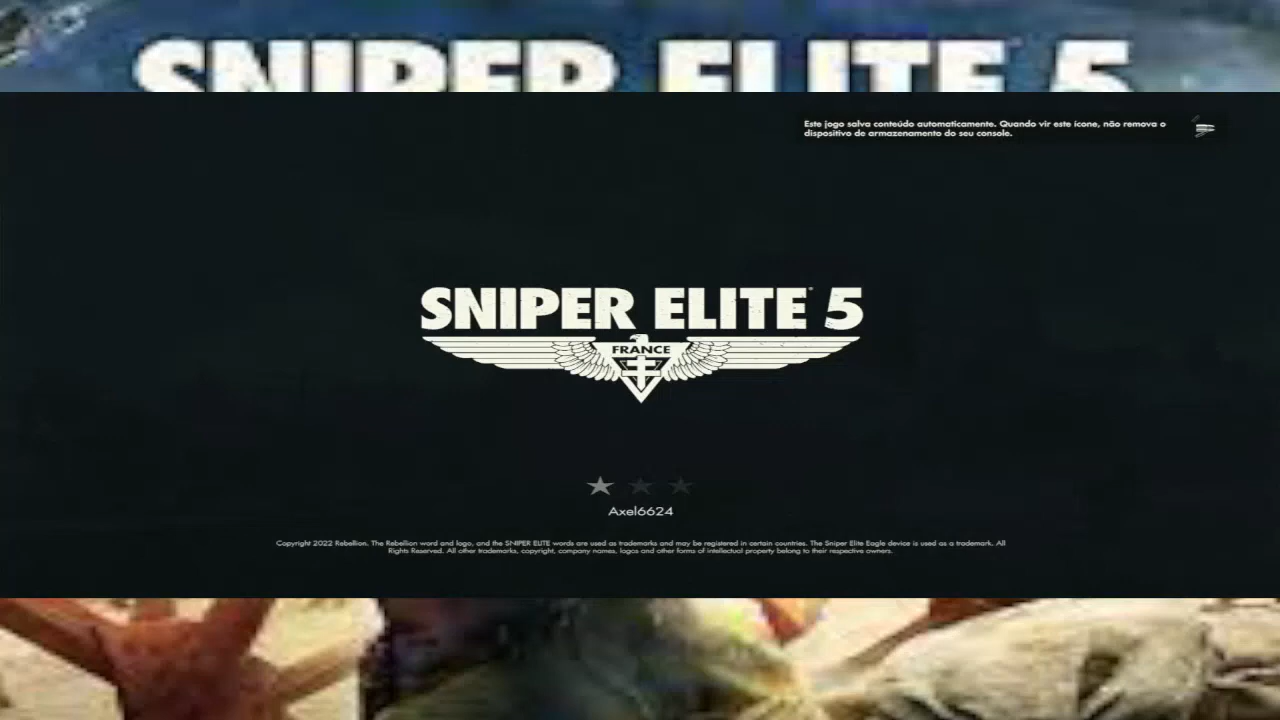 SNIPER ELITE 5
Este jogo salva conteúdo automaticamente. Quando vir este ícone, não remova o
dispositivo de armazenamento do seu console.
SNIPER ELITE 5
FRANCE
Axel6624
Copyright 2022 Rebellion. The Rebellion word and logo, and the SNIPER ELITE words are used as trademarks and may be registered in certain countries. The Sniper Elite Eagle device is used as a trademark. All
Rights Reserved. All other trademarks, copyright, company names, logos and other forms of intellectual property belong to their respective owners.